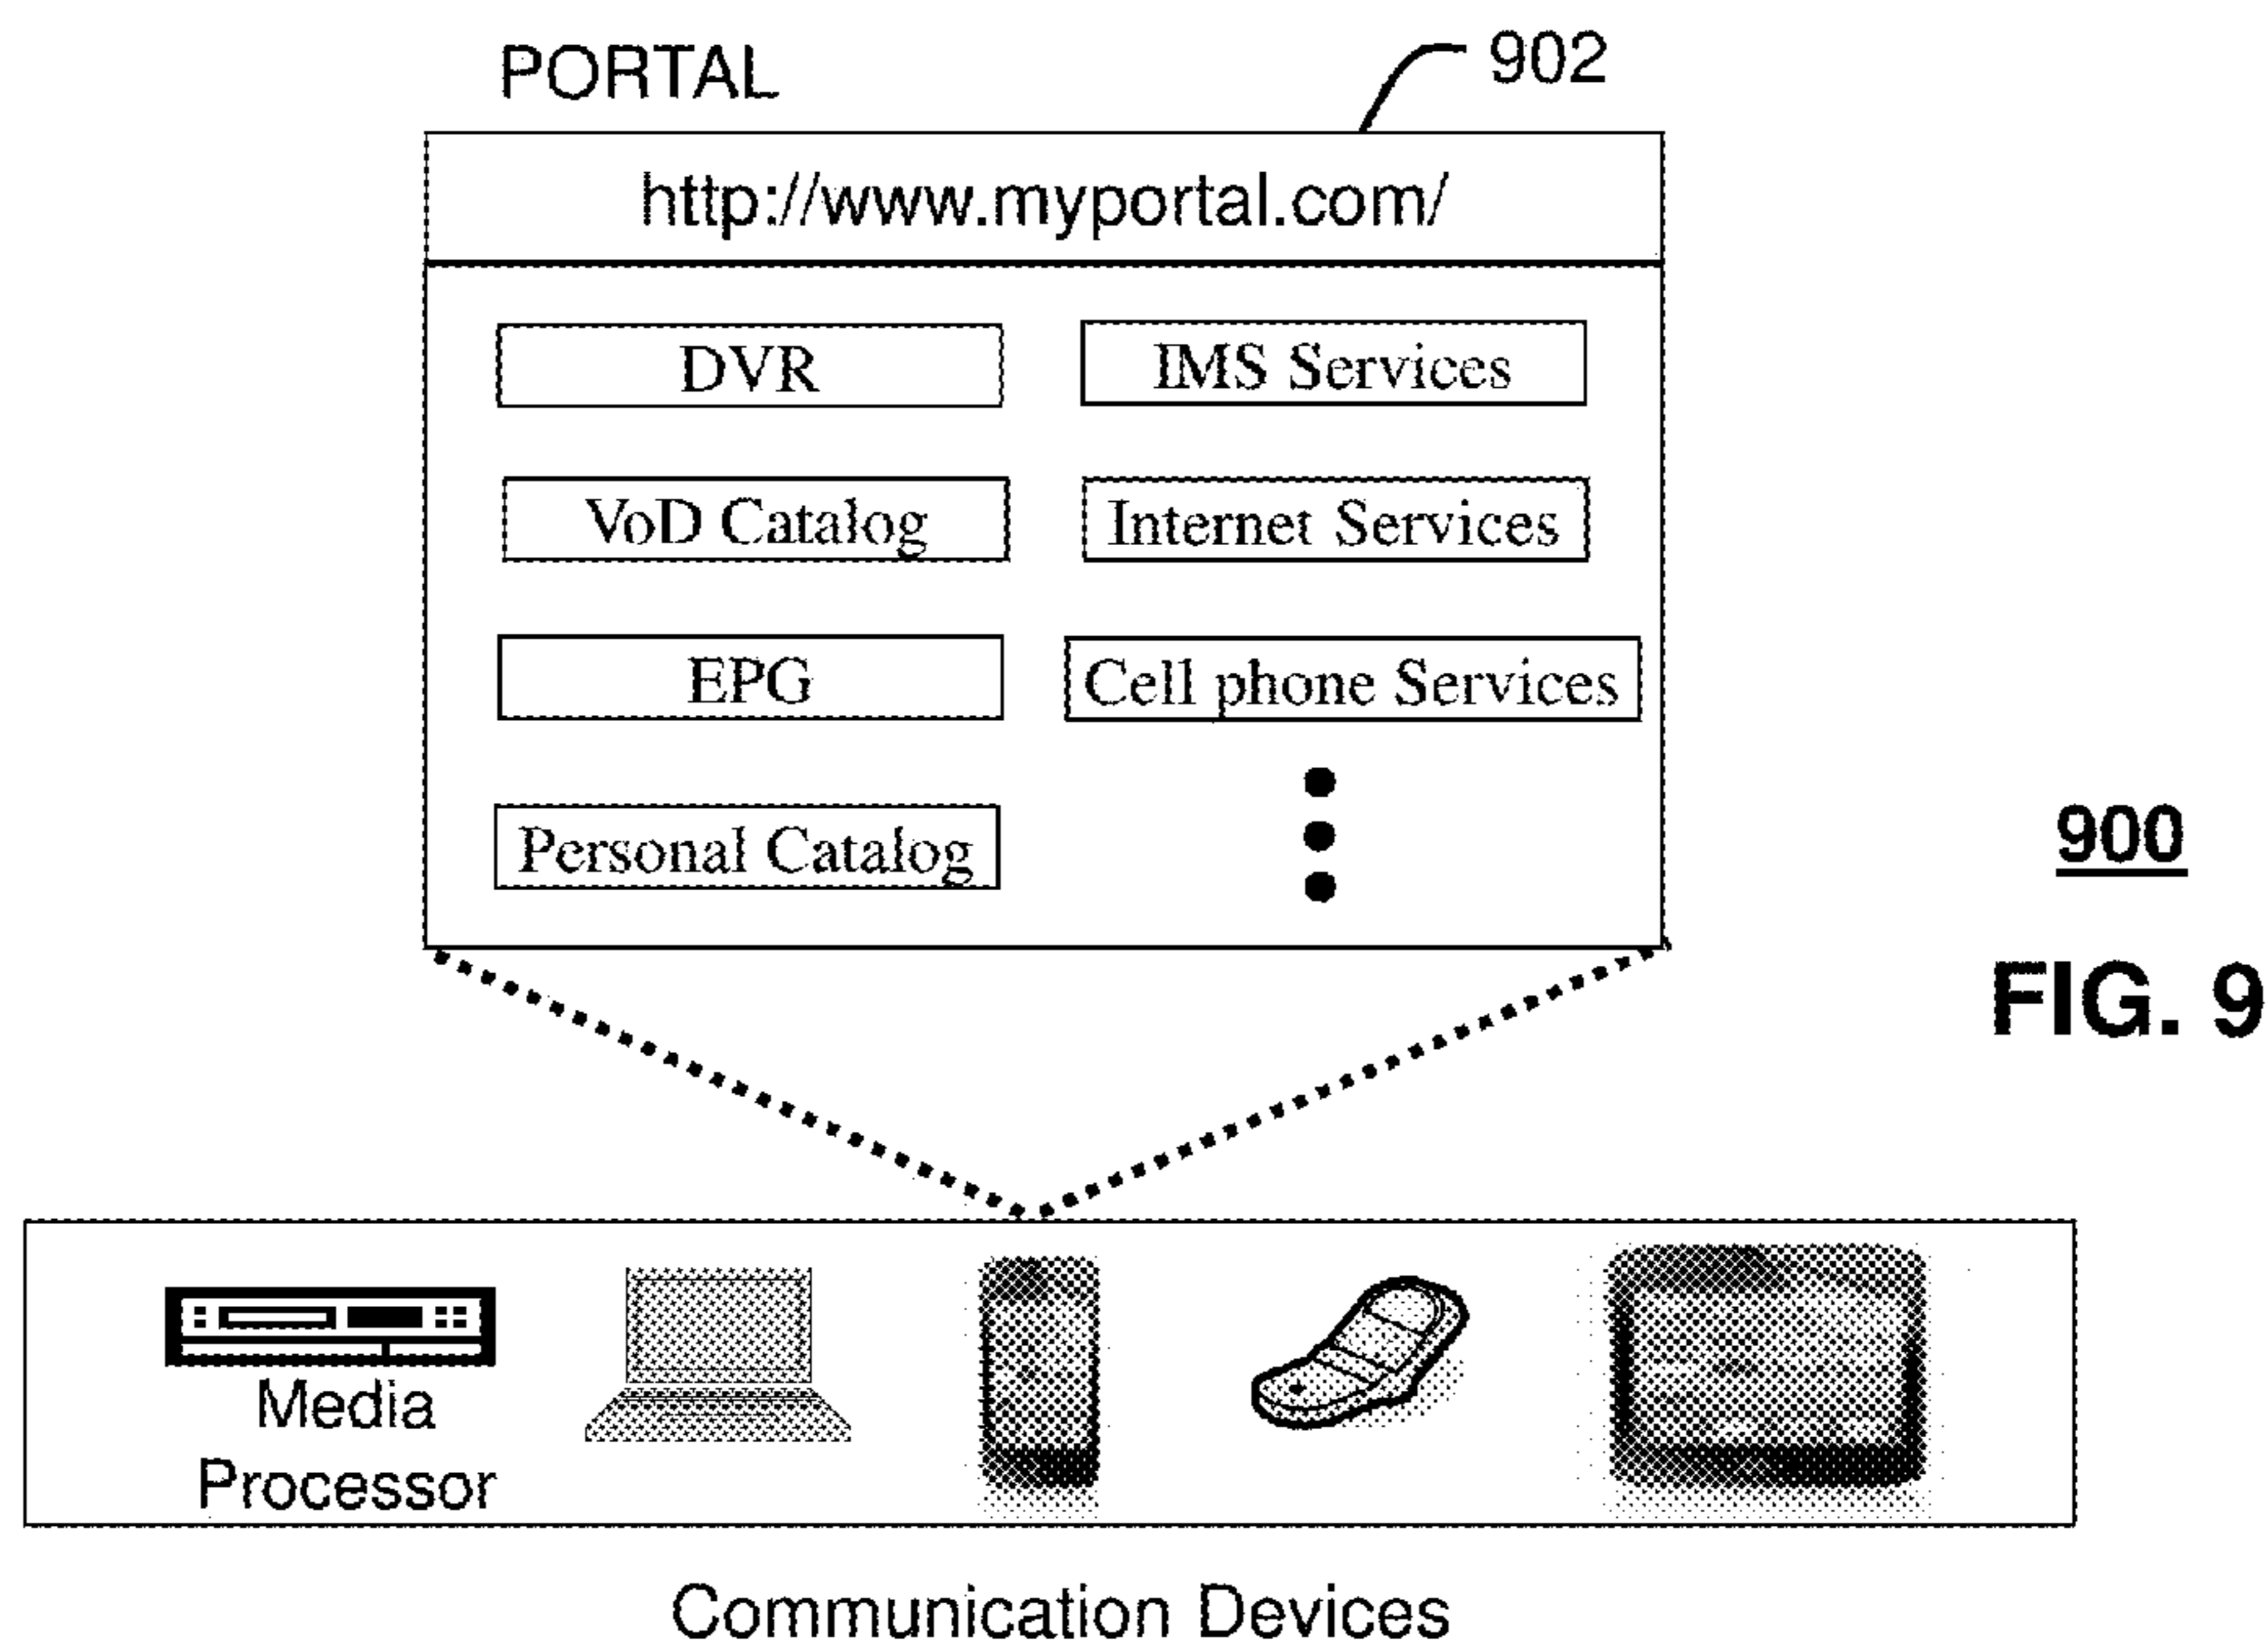 PORTAL
902
http://www.myportal.com/
DVR
IMS Services
VoD Catalog
Internet Services
EPG
Cell phone Services
Personal Catalog
900
FIG. 9
Media
Processor
Communication Devices